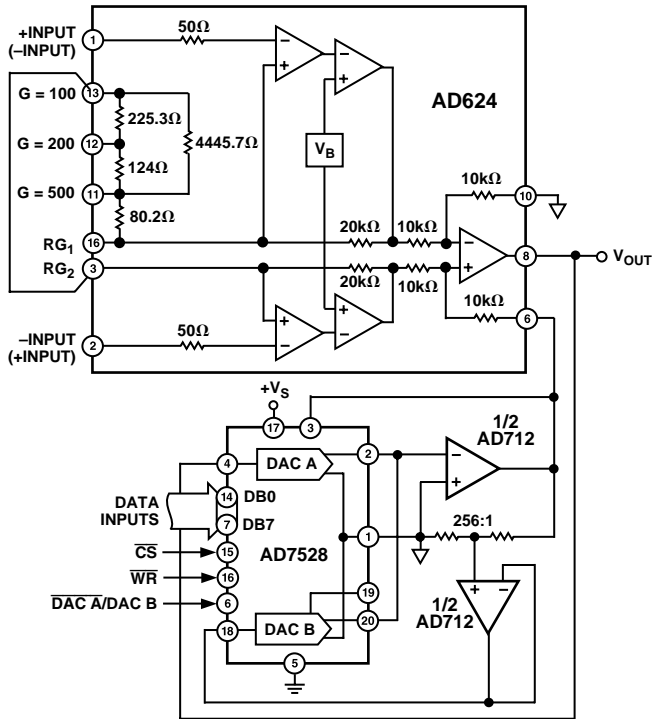 +INPUT
(–INPUT)
1
50Ω
–
+
–
+
AD624
G = 100
13
225.3Ω
G = 200
12
4445.7Ω
124Ω
VB
G = 500
11
80.2Ω
10kΩ
10
RG1
16
20kΩ
10kΩ
–
+
8
VOUT
RG2
3
20kΩ
10kΩ
10kΩ
6
50Ω
+
–
+
–
–INPUT
(+INPUT)
2
+VS
17
3
1/2
AD712
4
DAC A
2
–
+
DATA
INPUTS
14
DB0
7
DB7
1
256:1
CS
15
AD7528
WR
16
19
+
–
1/2
AD712
DAC A/DAC B
6
20
18
DAC B
5